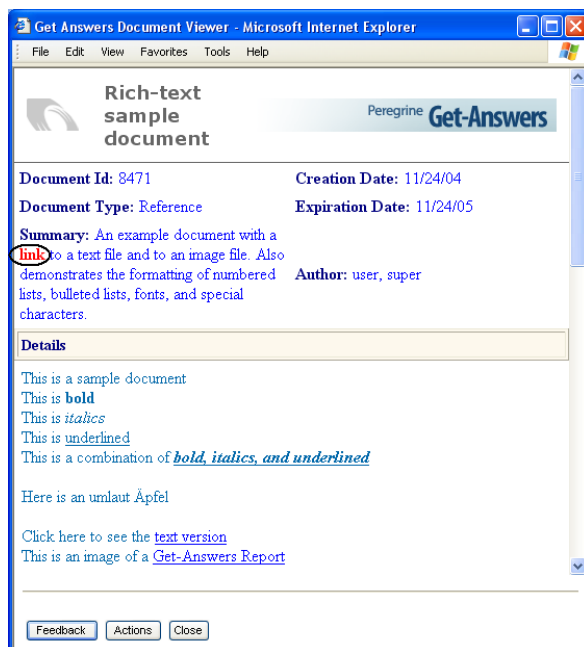 Get Answers Document Viewer - Microsoft Internet Explorer
File Edit View Favorites Tools Help
Rich-text
sample
document
Peregrine Get-Answers
Document Id: 8471
Creation Date: 11/24/04
Document Type: Reference
Expiration Date: 11/24/05
Summary: An example document with a
link to a text file and to an image file. Also
demonstrates the formatting of numbered
lists, bulleted lists, fonts, and special
characters.
Author: user, super
Details
This is a sample document
This is bold
This is italics
This is underlined
This is a combination of bold, italics, and underlined
Here is an umlaut Äpfel
Click here to see the text version
This is an image of a Get-Answers Report
Feedback Actions Close